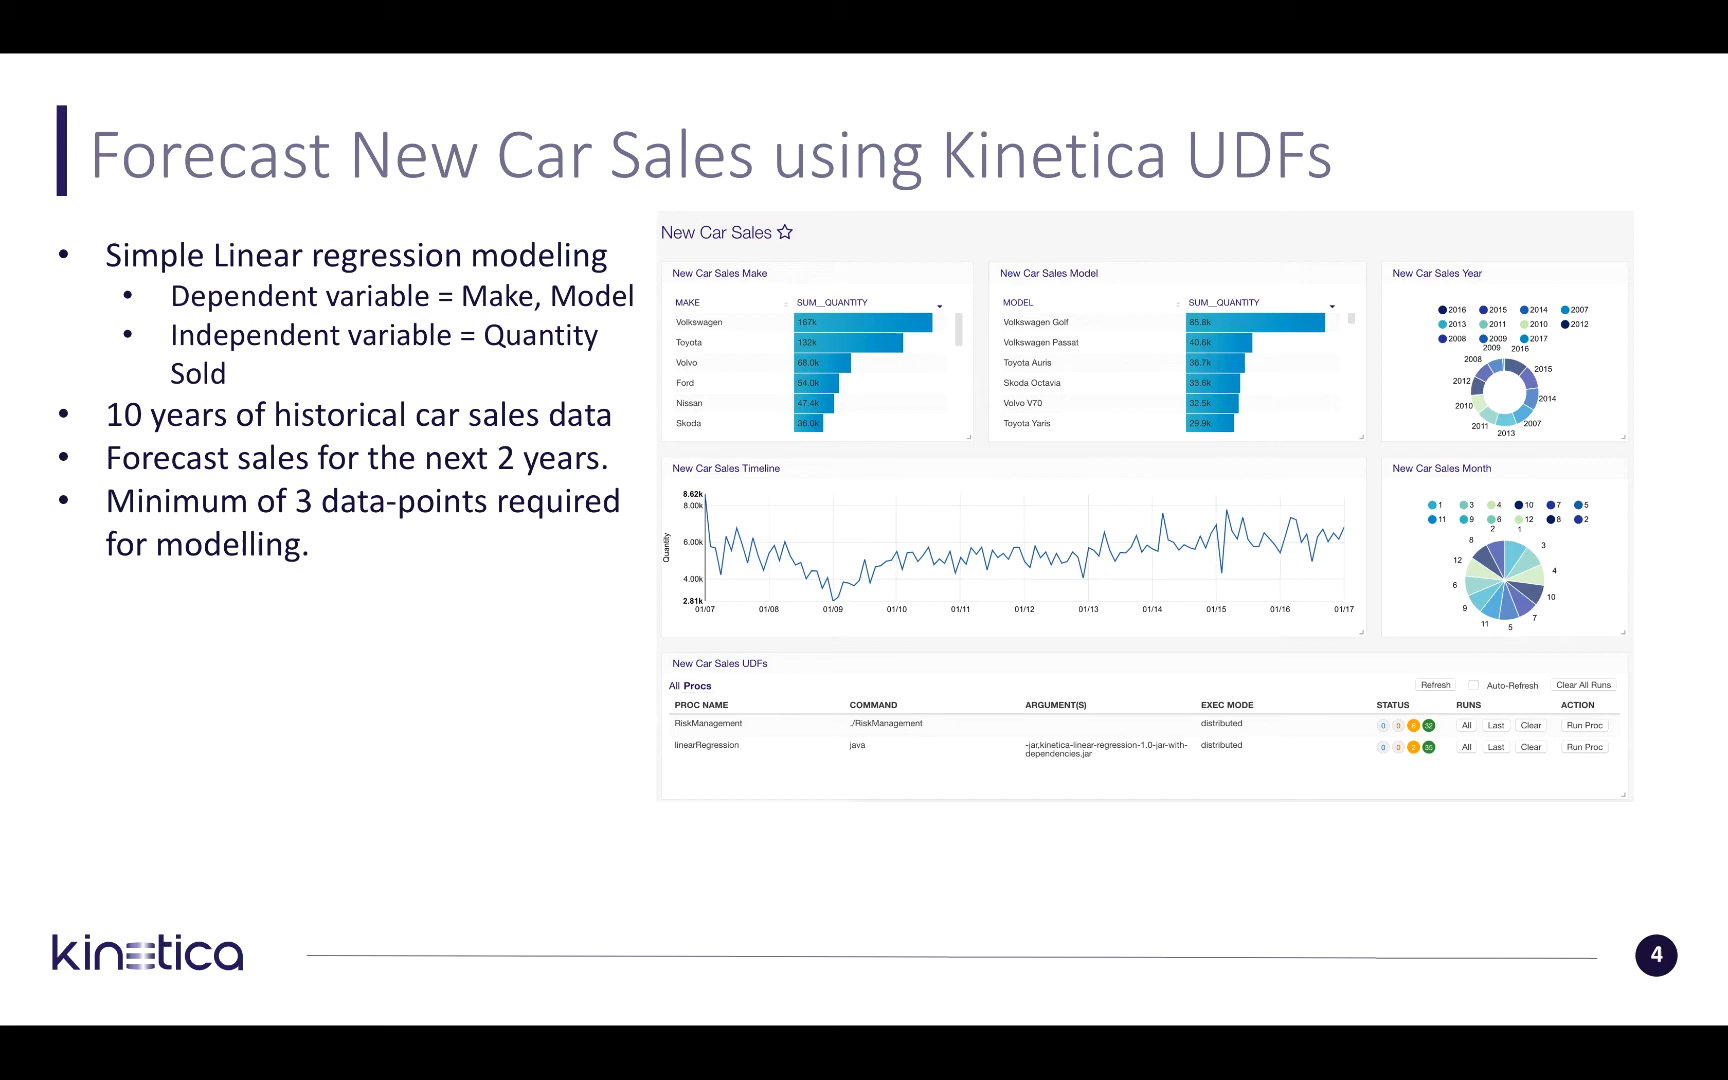 Forecast New Car Sales using Kinetica UDFs
• Simple Linear regression modeling
• Dependent variable = Make, Model
• Independent variable = Quantity
Sold
• 10 years of historical car sales data
• Forecast sales for the next 2 years.
• Minimum of 3 data-points required
for modelling.
New Car Sales
New Car Sales Make
MAKE SUM__QUANTITY
Volkswagen 167k
Toyota 132k
Volvo 68.0k
Ford 54.0k
Nissan 47.4k
Skoda 36.0k
New Car Sales Model
MODEL SUM__QUANTITY
Volkswagen Golf 85.8k
Volkswagen Passat 40.6k
Toyota Auris 36.7k
Skoda Octavia 33.6k
Volvo V70 32.5k
Toyota Yaris 29.9k
New Car Sales Year
2016 2015 2014 2007
2013 2011 2010 2012
2008 2009 2017
2009 2016
2008 2015
2012
2010 2014
2011 2007
2013
New Car Sales Timeline
Quantity
8.62k
8.00k
6.00k
4.00k
2.81k
01/07 01/08 01/09 01/10 01/11 01/12 01/13 01/14 01/15 01/16 01/17
New Car Sales Month
1 3 4 10 7 5
11 9 6 12 8 2
2 1
8 3
12 4
6 10
9 7
11 5
New Car Sales UDFs
All Procs Refresh Auto-Refresh Clear All Runs
PROC NAME COMMAND ARGUMENT(S) EXEC MODE STATUS RUNS ACTION
RiskManagement ./RiskManagement distributed 0 0 6 32 All Last Clear Run Proc
linearRegression java -jar,kinetica-linear-regression-1.0-jar-with- distributed 0 0 2 35 All Last Clear Run Proc
dependencies.jar
kinetica
4